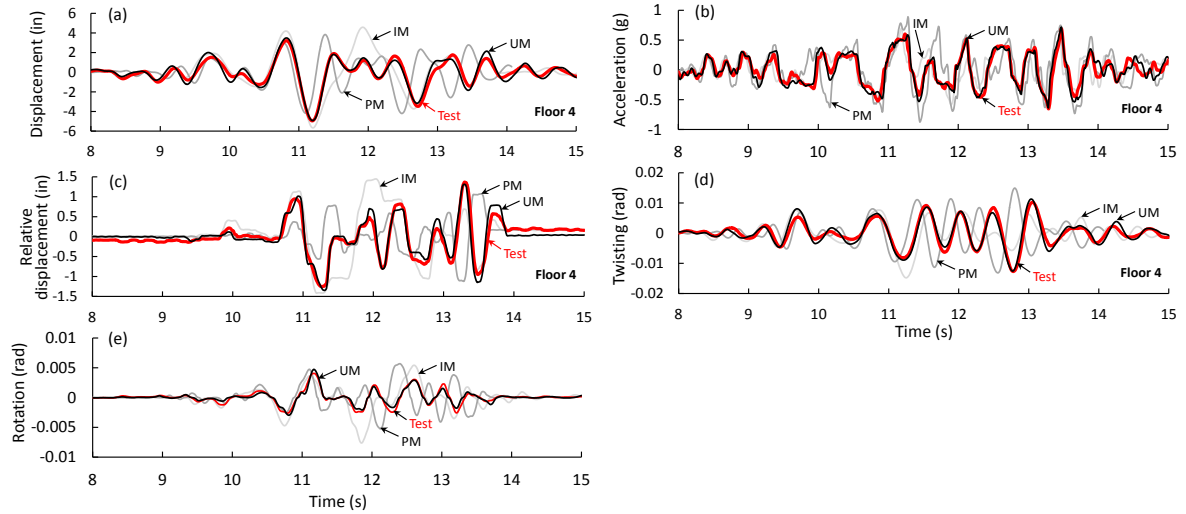 (a)
Displacement (in)
6
4
2
0
-2
-4
-6
IM
UM
PM
Test
Floor 4
8 9 10 11 12 13 14 15
(b)
Acceleration (g)
1
0.5
0
-0.5
-1
IM
UM
PM
Test
Floor 4
8 9 10 11 12 13 14 15
(c)
Relative
displacement (in)
1.5
1
0.5
0
-0.5
-1
-1.5
IM
PM
UM
Test
Floor 4
8 9 10 11 12 13 14 15
(d)
Twisting (rad)
0.02
0.01
0
-0.01
-0.02
IM
UM
PM
Test
Floor 4
8 9 10 11 12 13 14 15
Time (s)
(e)
Rotation (rad)
0.01
0.005
0
-0.005
-0.01
UM
IM
Test
PM
8 9 10 11 12 13 14 15
Time (s)